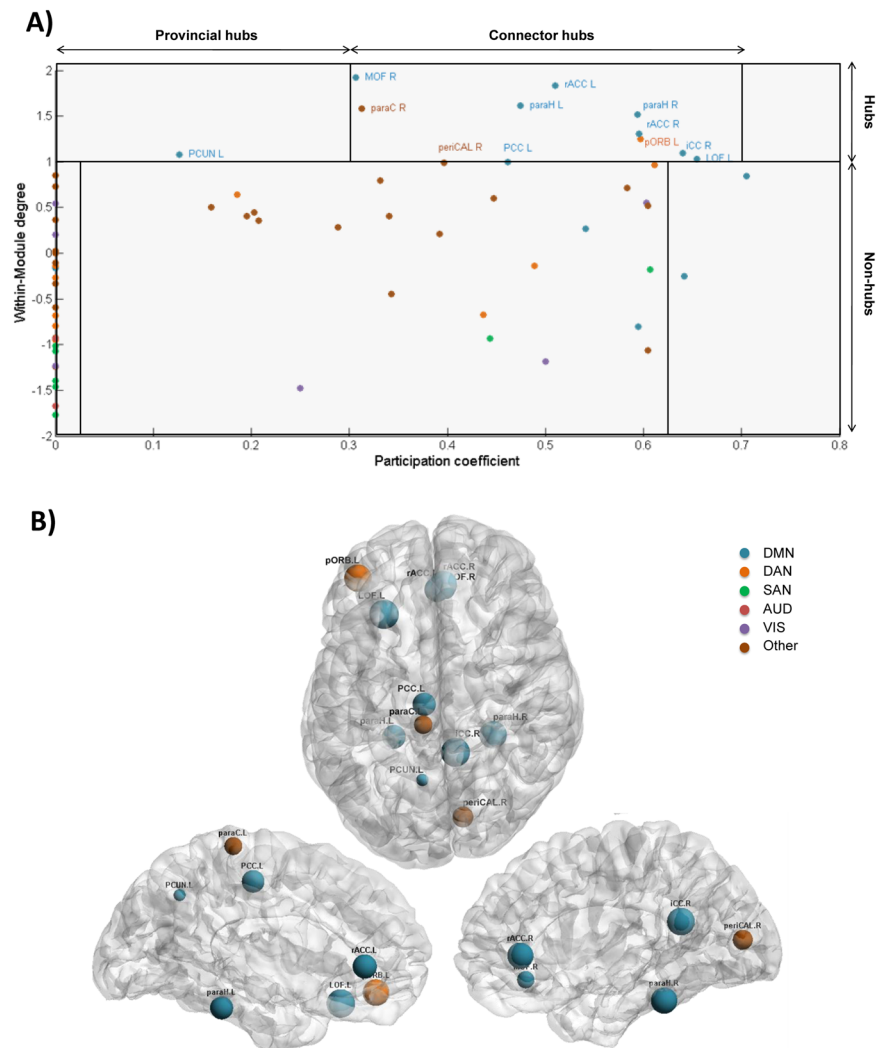 A)
Provincial hubs
Connector hubs
2
MOF R
rACC L
1.5
paraC R
paraH L
paraH R
rACC R
pORB L
periCAL R
PCC L
iCC R
LOF L
PCUN L
1
0.5
0
-0.5
-1
-1.5
-2
Within-Module degree
Hubs
Non-hubs
0 0.1 0.2 0.3 0.4 0.5 0.6 0.7 0.8
Participation coefficient
B)
DMN
DAN
SAN
AUD
VIS
Other
pORB.L
rACC.R
LOF.L
PCC.L
paraH.L
paraH.R
iCC.R
PCUN.L
periCAL.R
paraC.L
PCC.L
PCUN.L
rACC.L
LOF.L
paraH.L
iCC.R
periCAL.R
rACC.R
paraH.R